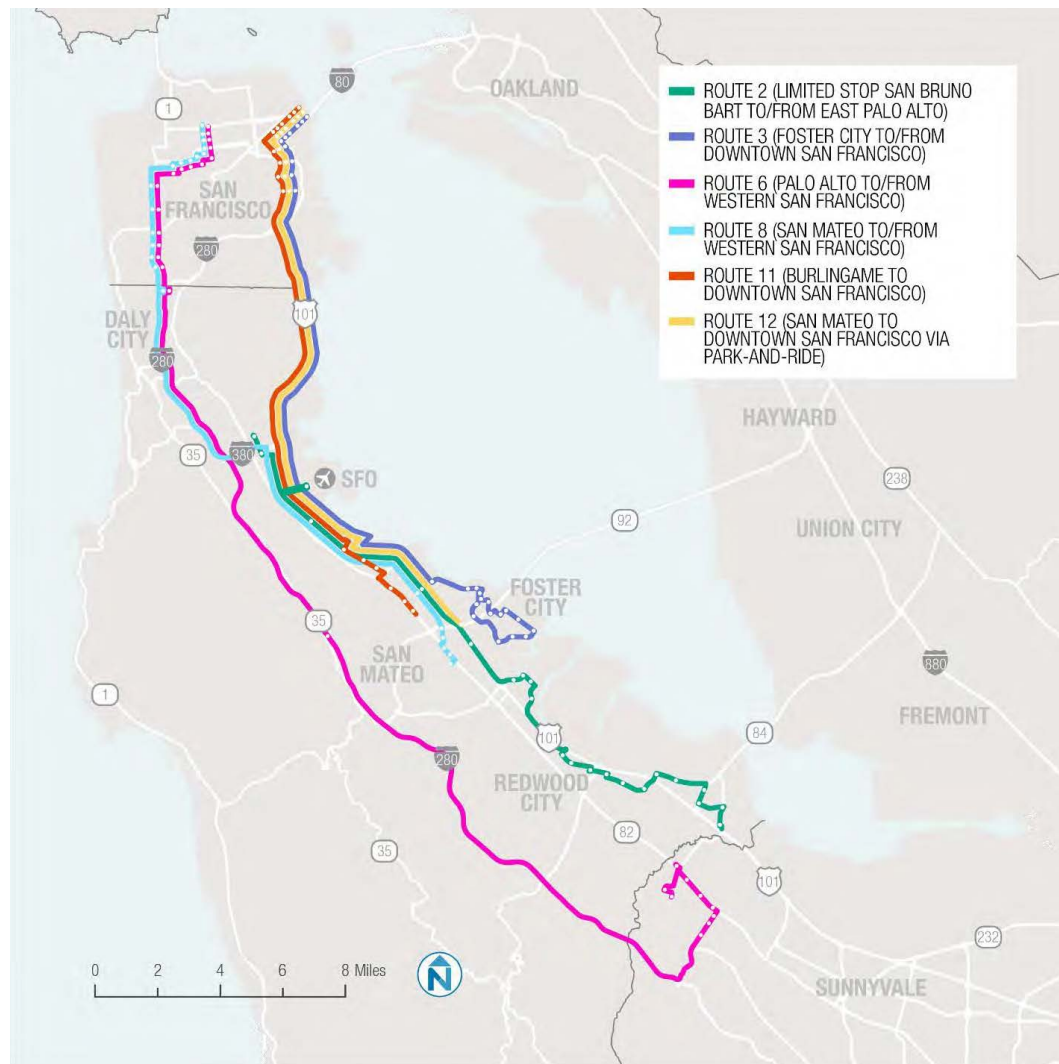 80
OAKLAND
1
ROUTE 2 (LIMITED STOP SAN BRUNO
BART TO/FROM EAST PALO ALTO)
ROUTE 3 (FOSTER CITY TO/FROM
DOWNTOWN SAN FRANCISCO)
ROUTE 6 (PALO ALTO TO/FROM
WESTERN SAN FRANCISCO)
ROUTE 8 (SAN MATEO TO/FROM
WESTERN SAN FRANCISCO)
ROUTE 11 (BURLINGAME TO
DOWNTOWN SAN FRANCISCO)
ROUTE 12 (SAN MATEO TO
DOWNTOWN SAN FRANCISCO VIA
PARK-AND-RIDE)
SAN
FRANCISCO
280
101
DALY
CITY
280
HAYWARD
35
380
SFO
238
92
UNION CITY
FOSTER
CITY
35
SAN
MATEO
880
1
FREMONT
84
101
280
REDWOOD
CITY
82
35
101
232
0 2 4 6 8 Miles
N
SUNNYVALE